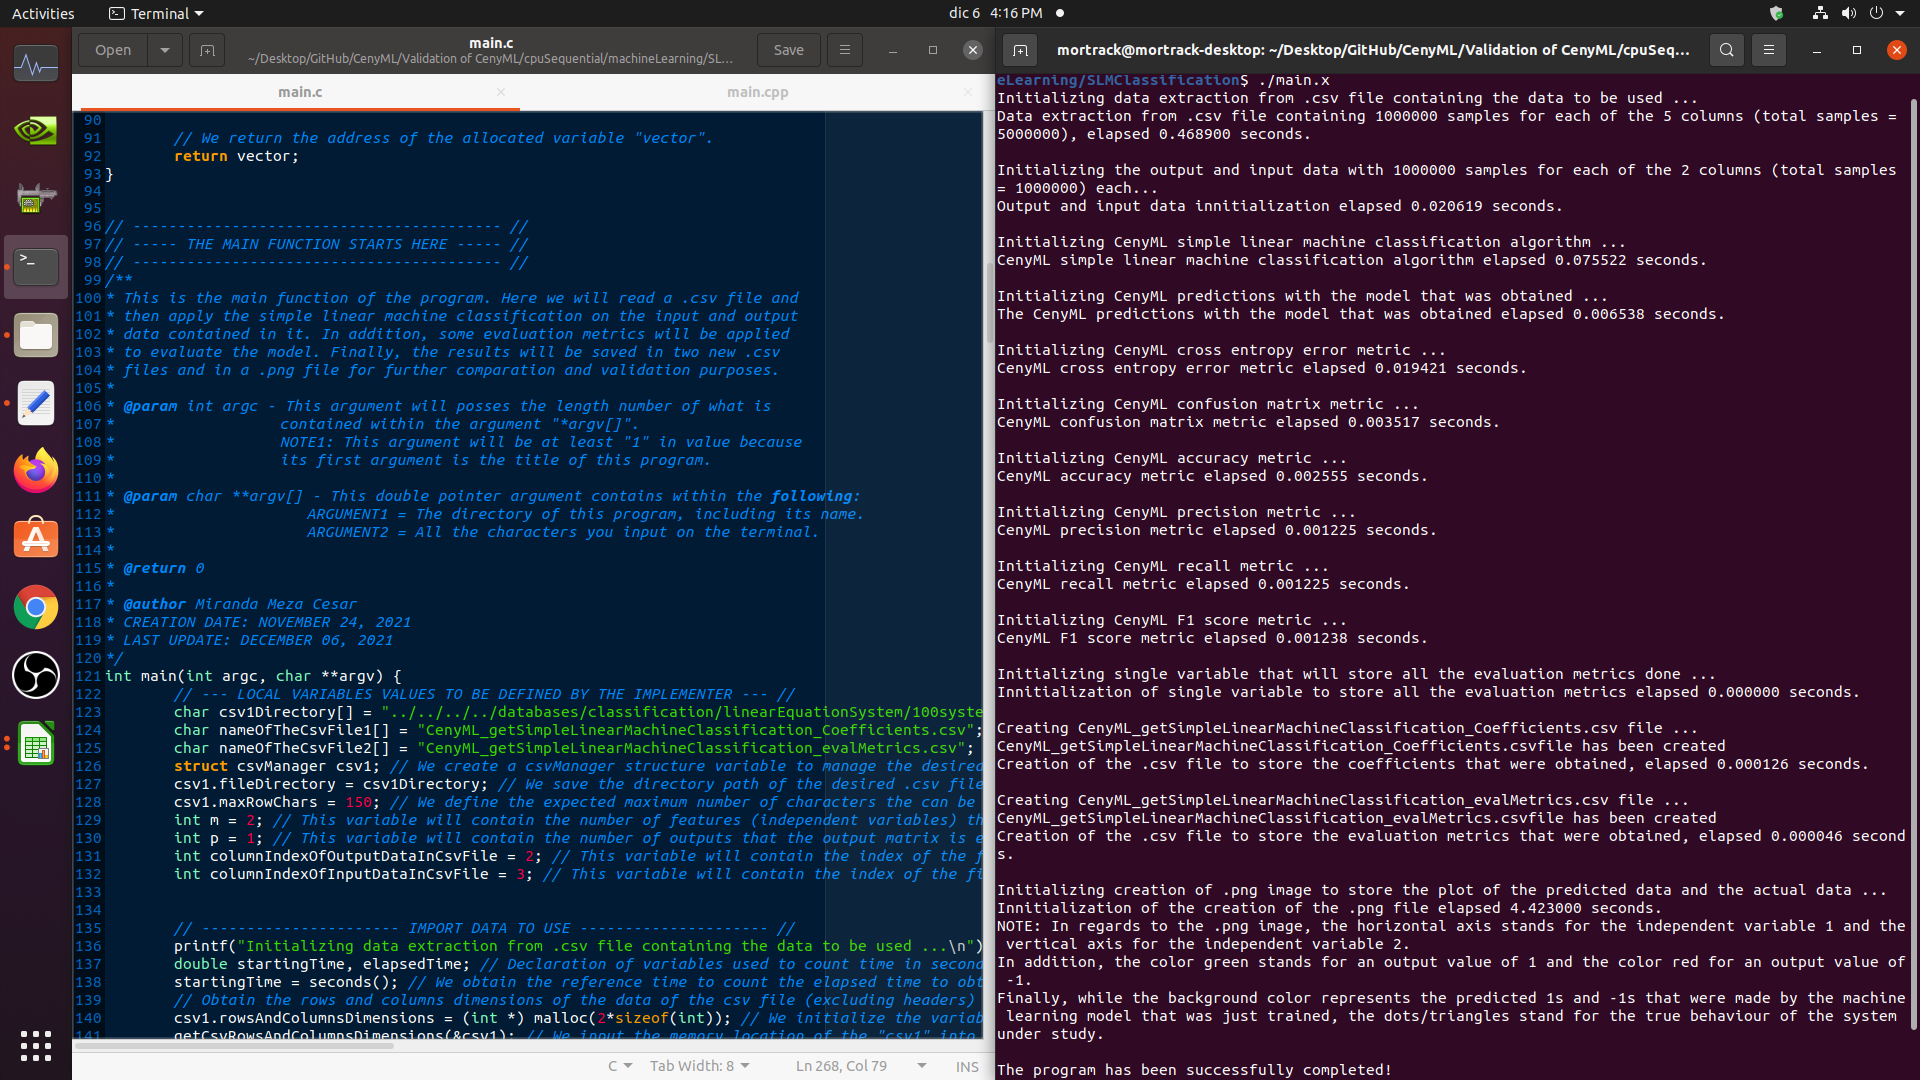 Activities
Terminal
dic 6 4:16 PM
Open
main.c
~/Desktop/GitHub/CenyML/Validation of CenyML/cpuSequential/machineLearning/SL...
Save
main.c
main.cpp
90
91 // We return the address of the allocated variable "vector".
92 return vector;
93 }
94
95
96 // ----------------------------------------- //
97 // ----- THE MAIN FUNCTION STARTS HERE ----- //
98 // ----------------------------------------- //
99 /**
100 * This is the main function of the program. Here we will read a .csv file and
101 * then apply the simple linear machine classification on the input and output
102 * data contained in it. In addition, some evaluation metrics will be applied
103 * to evaluate the model. Finally, the results will be saved in two new .csv
104 * files and in a .png file for further comparation and validation purposes.
105 *
106 * @param int argc - This argument will posses the length number of what is
107 * contained within the argument "*argv[]".
108 * NOTE1: This argument will be at least "1" in value because
109 * its first argument is the title of this program.
110 *
111 * @param char **argv[] - This double pointer argument contains within the following:
112 * ARGUMENT1 = The directory of this program, including its name.
113 * ARGUMENT2 = All the characters you input on the terminal.
114 *
115 * @return 0
116 *
117 * @author Miranda Meza Cesar
118 * CREATION DATE: NOVEMBER 24, 2021
119 * LAST UPDATE: DECEMBER 06, 2021
120 */
121 int main(int argc, char **argv) {
122 // --- LOCAL VARIABLES VALUES TO BE DEFINED BY THE IMPLEMENTER --- //
123 char csv1Directory[] = "../../../../databases/classification/linearEquationSystem/100syste
124 char nameOfTheCsvFile1[] = "CenyML_getSimpleLinearMachineClassification_Coefficients.csv";
125 char nameOfTheCsvFile2[] = "CenyML_getSimpleLinearMachineClassification_evalMetrics.csv";
126 struct csvManager csv1; // We create a csvManager structure variable to manage the desired
127 csv1.fileDirectory = csv1Directory; // We save the directory path of the desired .csv file
128 csv1.maxRowChars = 150; // We define the expected maximum number of characters the can be
129 int m = 2; // This variable will contain the number of features (independent variables) th
130 int p = 1; // This variable will contain the number of outputs that the output matrix is e
131 int columnIndexOfOutputDataInCsvFile = 2; // This variable will contain the index of the f
132 int columnIndexOfInputDataInCsvFile = 3; // This variable will contain the index of the fi
133
134
135 // ---------------------- IMPORT DATA TO USE --------------------- //
136 printf("Initializing data extraction from .csv file containing the data to be used ...\n")
137 double startingTime, elapsedTime; // Declaration of variables used to count time in second
138 startingTime = seconds(); // We obtain the reference time to count the elapsed time to obt
139 // Obtain the rows and columns dimensions of the data of the csv file (excluding headers)
140 csv1.rowsAndColumnsDimensions = (int *) malloc(2*sizeof(int)); // We initialize the variab
141 getCsvRowsAndColumnsDimensions(&csv1); // We input the memory location of the "csv1" into
C
Tab Width: 8
Ln 268, Col 79
INS
mortrack@mortrack-desktop: ~/Desktop/GitHub/CenyML/Validation of CenyML/cpuSeq...
eLearning/SLMClassification$ ./main.x
Initializing data extraction from .csv file containing the data to be used ...
Data extraction from .csv file containing 1000000 samples for each of the 5 columns (total samples =
5000000), elapsed 0.468900 seconds.
Initializing the output and input data with 1000000 samples for each of the 2 columns (total samples
= 1000000) each...
Output and input data innitialization elapsed 0.020619 seconds.
Initializing CenyML simple linear machine classification algorithm ...
CenyML simple linear machine classification algorithm elapsed 0.075522 seconds.
Initializing CenyML predictions with the model that was obtained ...
The CenyML predictions with the model that was obtained elapsed 0.006538 seconds.
Initializing CenyML cross entropy error metric ...
CenyML cross entropy error metric elapsed 0.019421 seconds.
Initializing CenyML confusion matrix metric ...
CenyML confusion matrix metric elapsed 0.003517 seconds.
Initializing CenyML accuracy metric ...
CenyML accuracy metric elapsed 0.002555 seconds.
Initializing CenyML precision metric ...
CenyML precision metric elapsed 0.001225 seconds.
Initializing CenyML recall metric ...
CenyML recall metric elapsed 0.001225 seconds.
Initializing CenyML F1 score metric ...
CenyML F1 score metric elapsed 0.001238 seconds.
Initializing single variable that will store all the evaluation metrics done ...
Innitialization of single variable to store all the evaluation metrics elapsed 0.000000 seconds.
Creating CenyML_getSimpleLinearMachineClassification_Coefficients.csv file ...
CenyML_getSimpleLinearMachineClassification_Coefficients.csvfile has been created
Creation of the .csv file to store the coefficients that were obtained, elapsed 0.000126 seconds.
Creating CenyML_getSimpleLinearMachineClassification_evalMetrics.csv file ...
CenyML_getSimpleLinearMachineClassification_evalMetrics.csvfile has been created
Creation of the .csv file to store the evaluation metrics that were obtained, elapsed 0.000046 second
s.
Initializing creation of .png image to store the plot of the predicted data and the actual data ...
Innitialization of the creation of the .png file elapsed 4.423000 seconds.
NOTE: In regards to the .png image, the horizontal axis stands for the independent variable 1 and the
vertical axis for the independent variable 2.
In addition, the color green stands for an output value of 1 and the color red for an output value of
-1.
Finally, while the background color represents the predicted 1s and -1s that were made by the machine
learning model that was just trained, the dots/triangles stand for the true behaviour of the system
under study.
The program has been successfully completed!